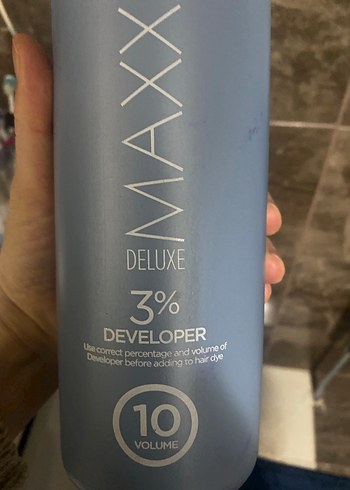 MAXX
DELUXE
3%
DEVELOPER
Use correct percentage and volume of
Developer before adding to hair dye
10
VOLUME